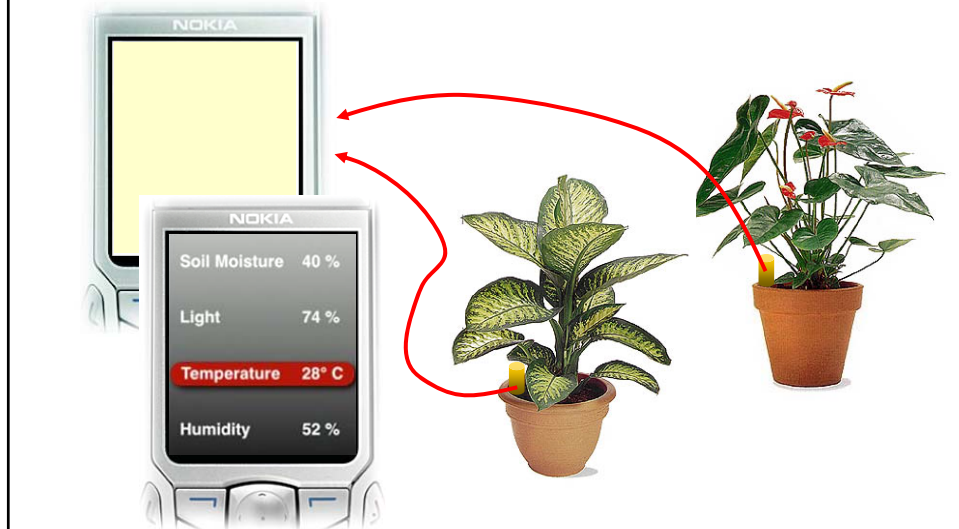 NOKIA
NOKIA
Soil Moisture 40 %
Light 74 %
Temperature 28° C
Humidity 52 %